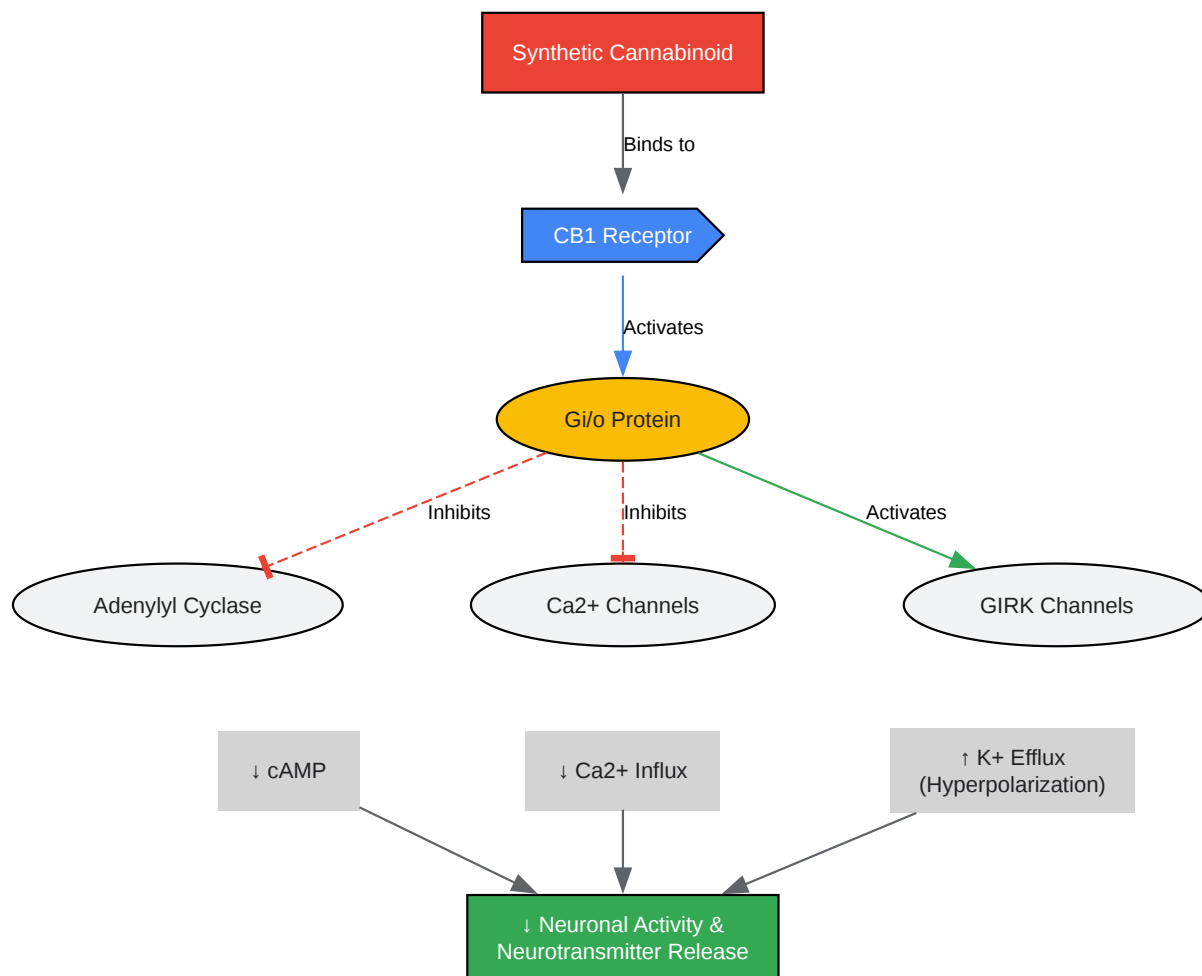 Synthetic Cannabinoid
Binds to
CB1 Receptor
Activates
Gi/o Protein
Inhibits
Inhibits
Activates
Adenylyl Cyclase
Ca2+ Channels
GIRK Channels
↓ cAMP
↓ Ca2+ Influx
↑ K+ Efflux
(Hyperpolarization)
↓ Neuronal Activity &
Neurotransmitter Release